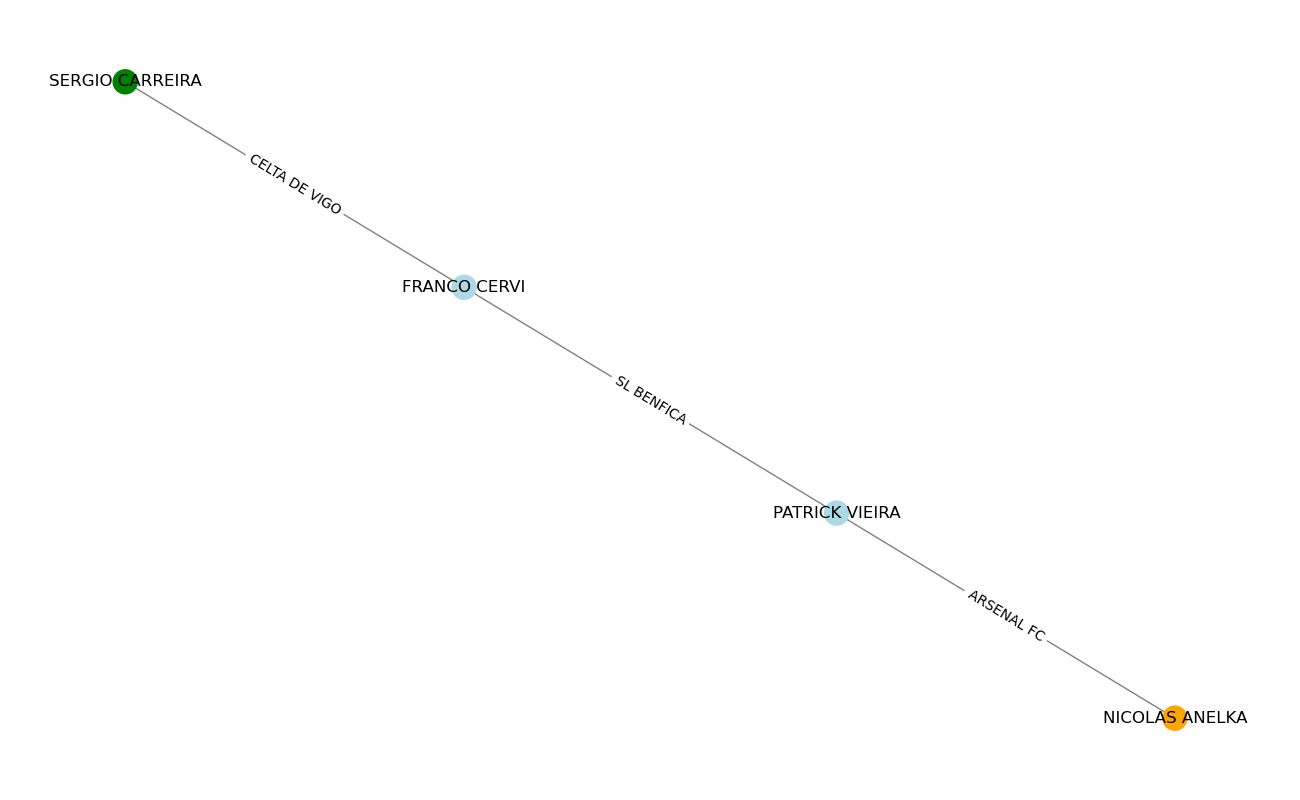 SERGIO CARREIRA
CELTA DE VIGO
FRANCO CERVI
SL BENFICA
PATRICK VIEIRA
ARSENAL FC
NICOLAS ANELKA